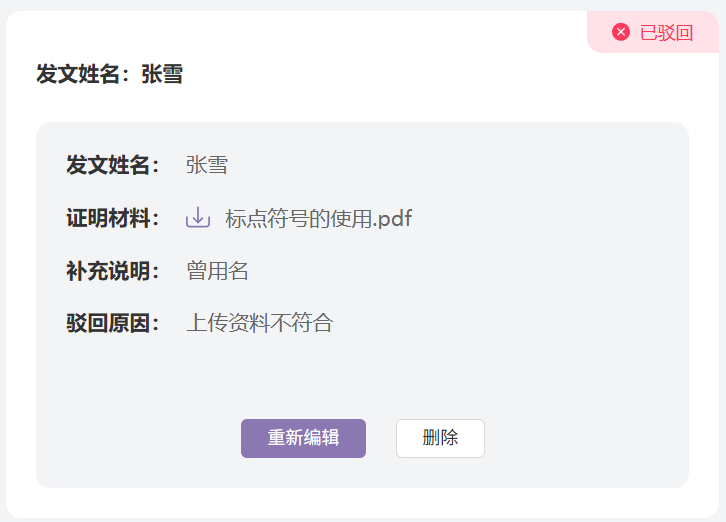 已驳回
发文姓名：张雪
发文姓名：张雪
证明材料：标点符号的使用.pdf
补充说明：曾用名
驳回原因：上传资料不符合
重新编辑 删除